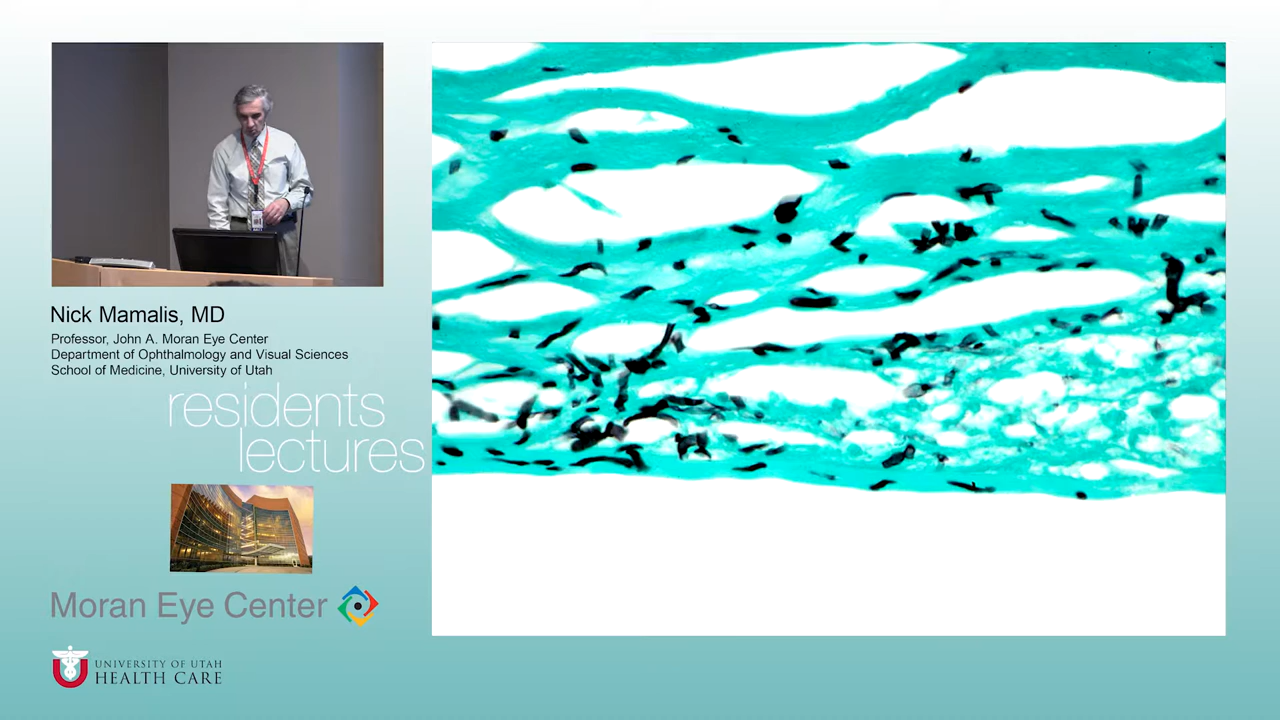 Nick Mamalis, MD
Professor, John A. Moran Eye Center
Department of Ophthalmology and Visual Sciences
School of Medicine, University of Utah
residents
lectures
Moran Eye Center
UNIVERSITY OF UTAH
HEALTH CARE